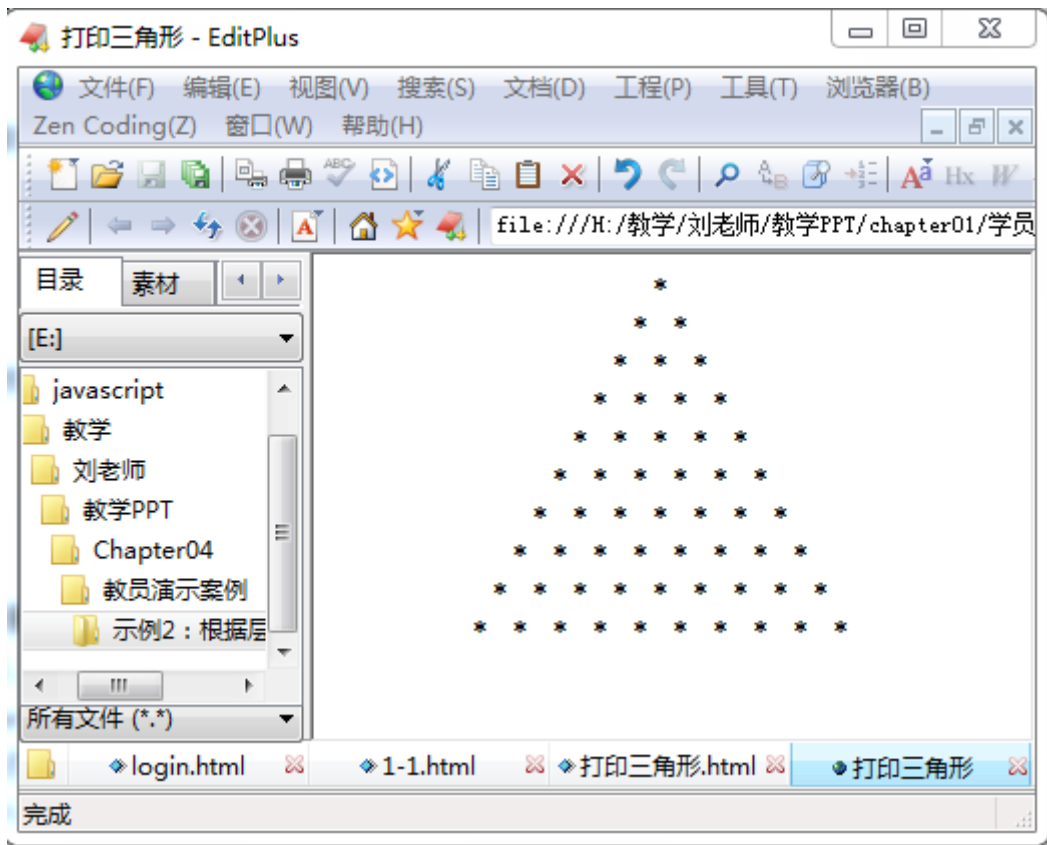 打印三角形 - EditPlus
文件(F) 编辑(E) 视图(V) 搜索(S) 文档(D) 工程(P) 工具(T) 浏览器(B)
Zen Coding(Z) 窗口(W) 帮助(H)
file:///H:/教学/刘老师/教学PPT/chapter01/学员
目录 素材
[E:]
javascript
教学
刘老师
教学PPT
Chapter04
教员演示案例
示例2：根据层
所有文件 (*.*)
*
* *
* * *
* * * *
* * * * *
* * * * * *
* * * * * * *
* * * * * * * *
* * * * * * * * *
* * * * * * * * * *
login.html 1-1.html 打印三角形.html 打印三角形
完成